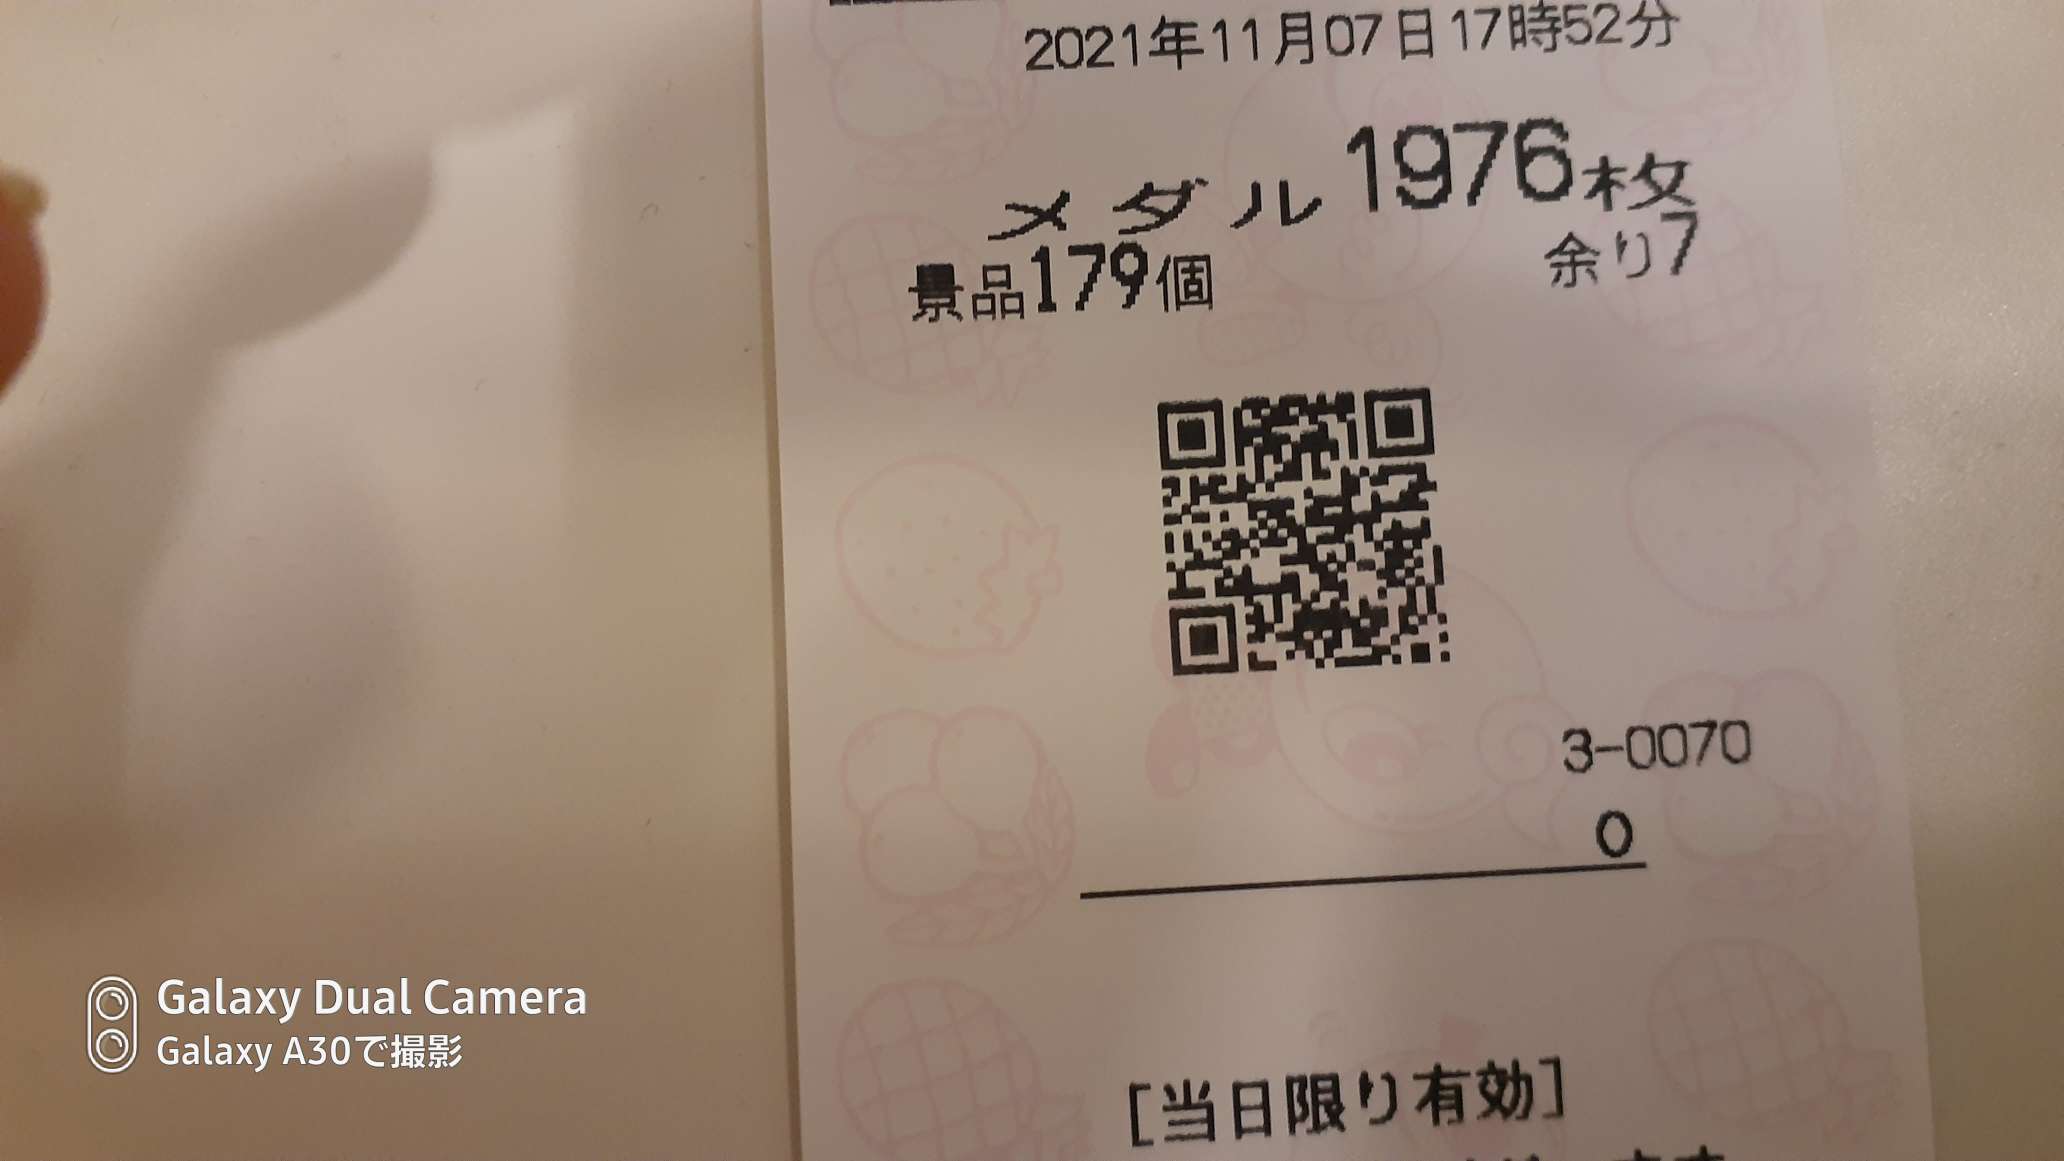 2021年11月07日17時52分
メダル1976枚
景品179個 余り7
3-0070
0
[当日限り有効]
Galaxy Dual Camera
Galaxy A30で撮影